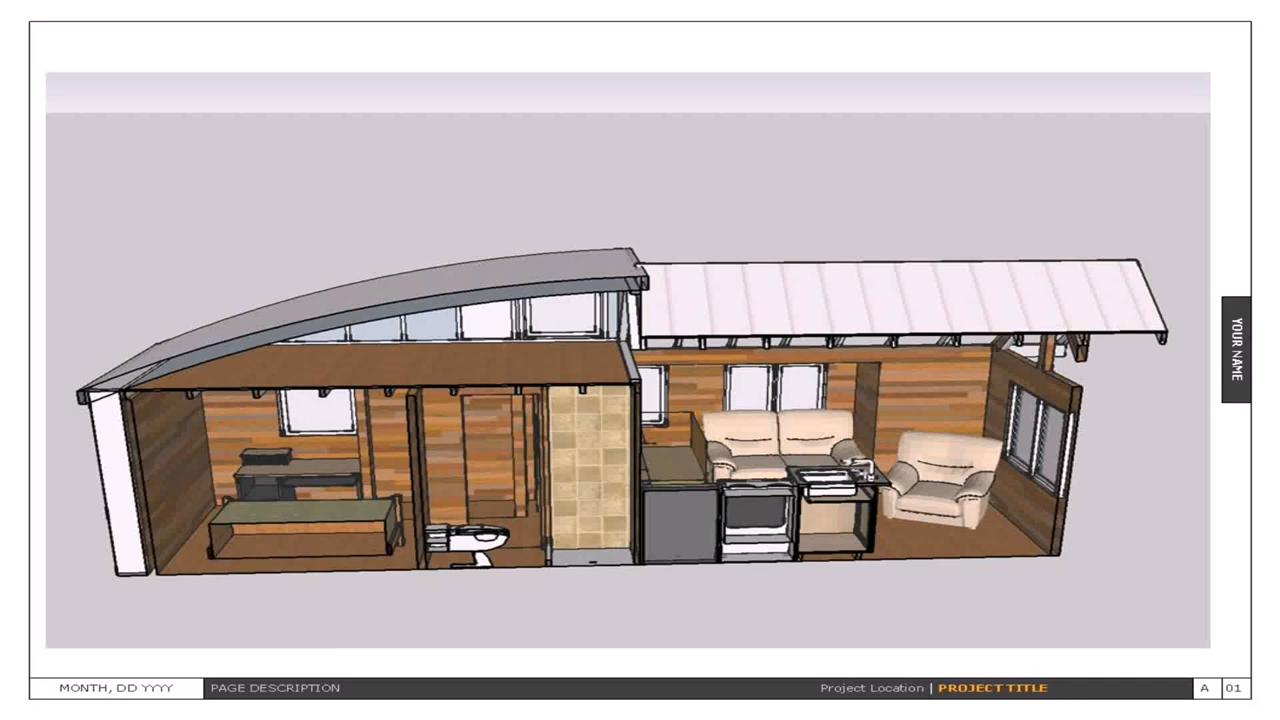 YOUR NAME
MONTH, DD YYYY
PAGE DESCRIPTION
Project Location | PROJECT TITLE
A
01